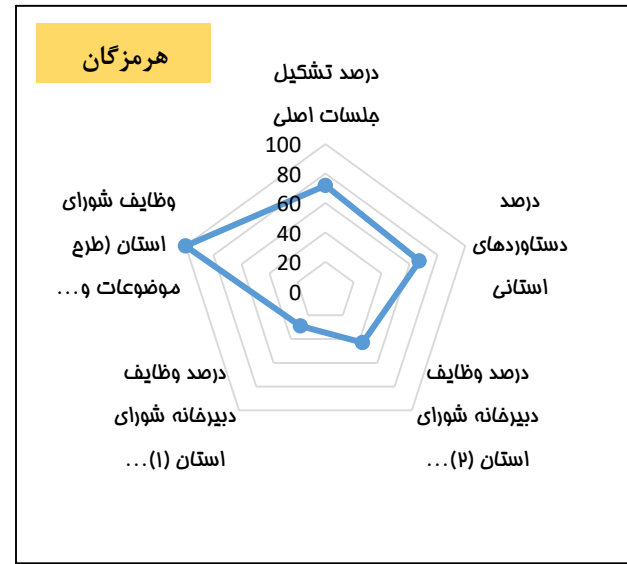 هرمزگان
درصد تشکیل
جلسات اصلی
100
80
60
40
20
0
درصد
دستاوردهای
استانی
درصد وظایف
دبیرخانه شورای
استان (۲)...
درصد وظایف
دبیرخانه شورای
استان (۱)...
وظایف شورای
استان (طرح
موضوعات و...